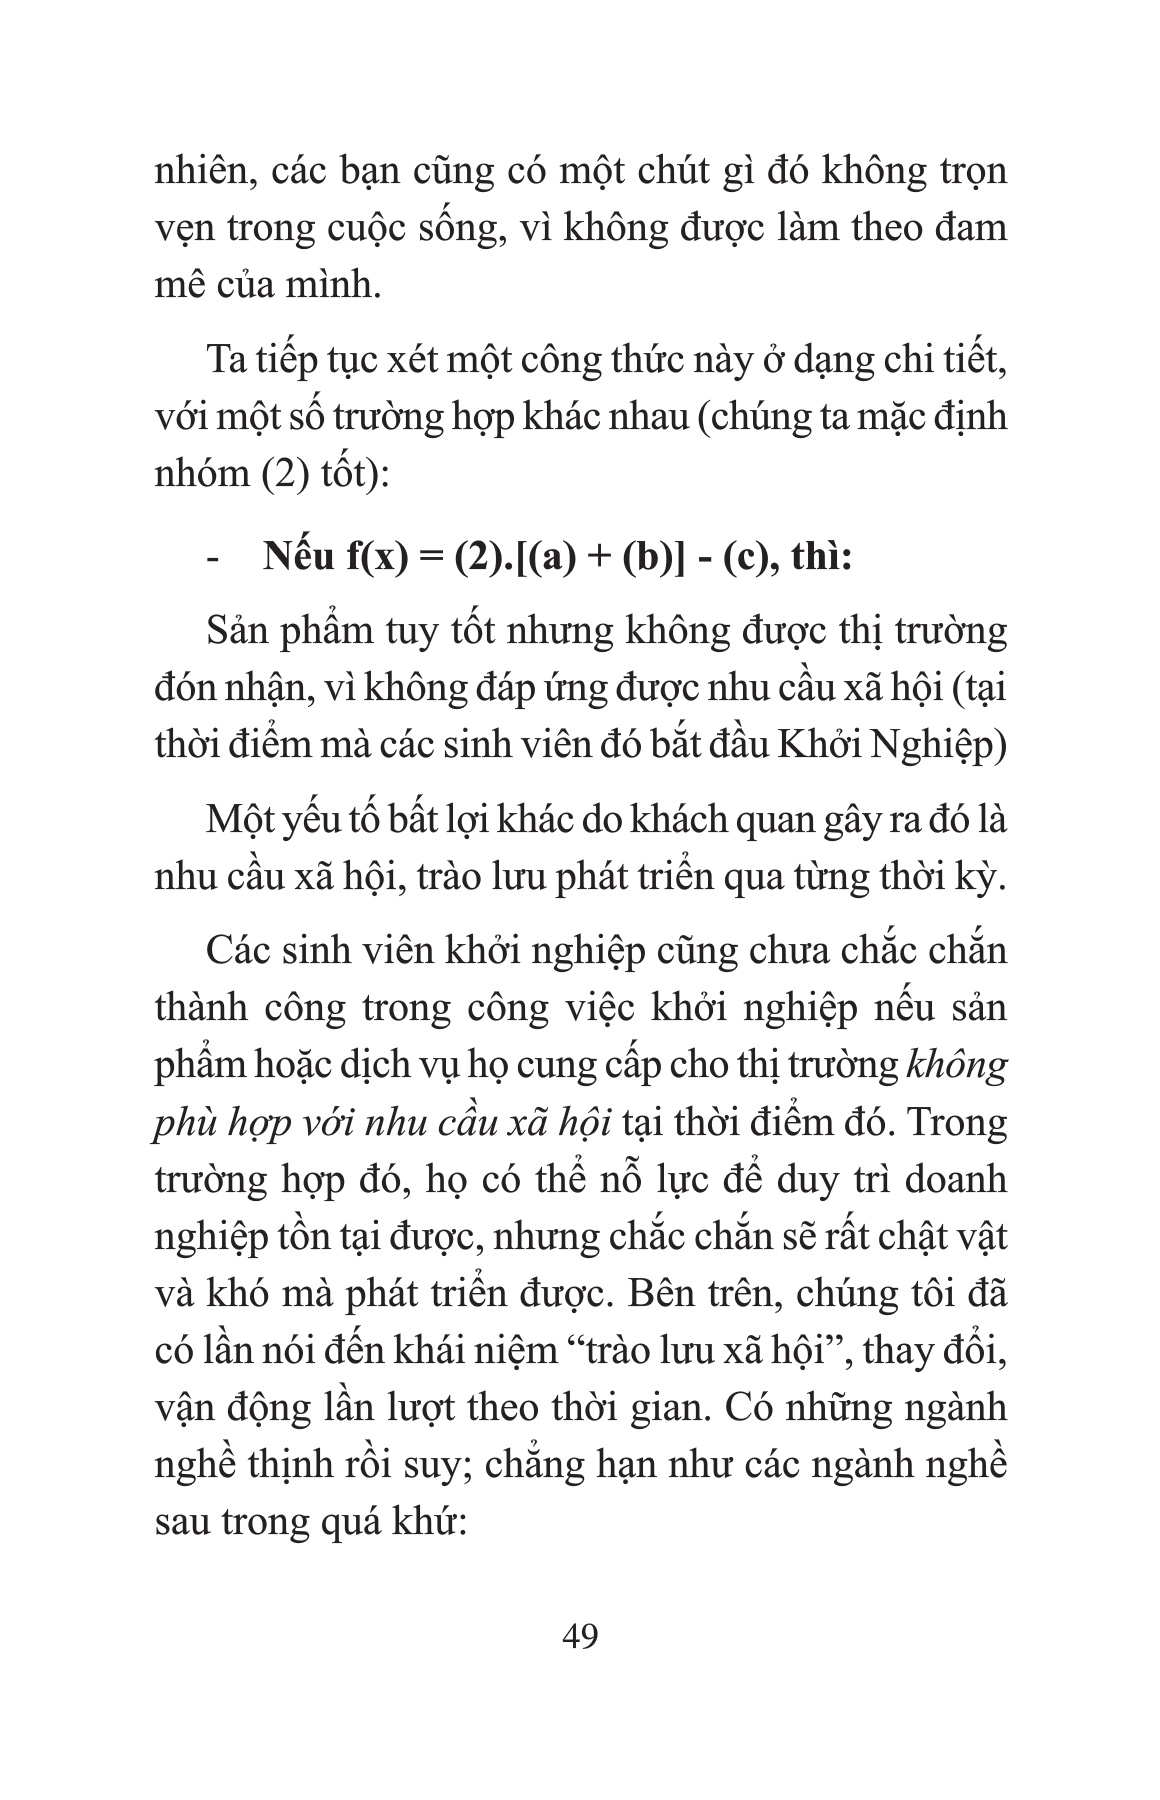 nhiên, các bạn cũng có một chút gì đó không trọn
vẹn trong cuộc sống, vì không được làm theo đam
mê của mình.
Ta tiếp tục xét một công thức này ở dạng chi tiết,
với một số trường hợp khác nhau (chúng ta mặc định
nhóm (2) tốt):
- Nếu f(x) = (2).[(a) + (b)] - (c), thì:
Sản phẩm tuy tốt nhưng không được thị trường
đón nhận, vì không đáp ứng được nhu cầu xã hội (tại
thời điểm mà các sinh viên đó bắt đầu Khởi Nghiệp)
Một yếu tố bất lợi khác do khách quan gây ra đó là
nhu cầu xã hội, trào lưu phát triển qua từng thời kỳ.
Các sinh viên khởi nghiệp cũng chưa chắc chắn
thành công trong công việc khởi nghiệp nếu sản
phẩm hoặc dịch vụ họ cung cấp cho thị trường không
phù hợp với nhu cầu xã hội tại thời điểm đó. Trong
trường hợp đó, họ có thể nỗ lực để duy trì doanh
nghiệp tồn tại được, nhưng chắc chắn sẽ rất chật vật
và khó mà phát triển được. Bên trên, chúng tôi đã
có lần nói đến khái niệm “trào lưu xã hội”, thay đổi,
vận động lần lượt theo thời gian. Có những ngành
nghề thịnh rồi suy; chẳng hạn như các ngành nghề
sau trong quá khứ:
49